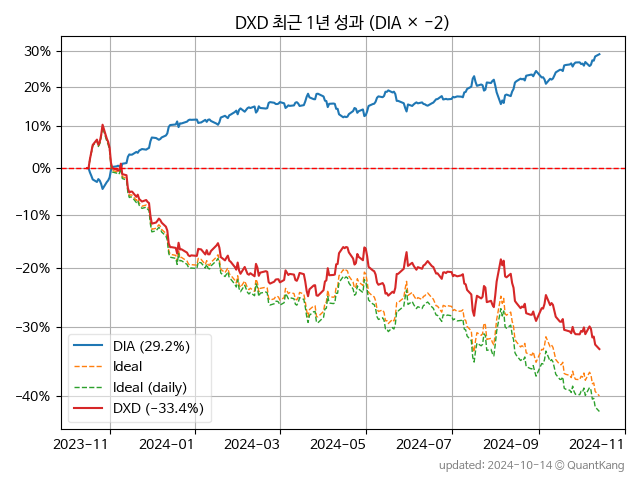 DXD 최근 1년 성과 (DIA × −2)
30%
20%
10%
0%
−10%
−20%
−30%
−40%
DIA (29.2%)
Ideal
Ideal (daily)
DXD (−33.4%)
2023−11
2024−01
2024−03
2024−05
2024−07
2024−09
2024−11
updated: 2024-10-14 © QuantKang